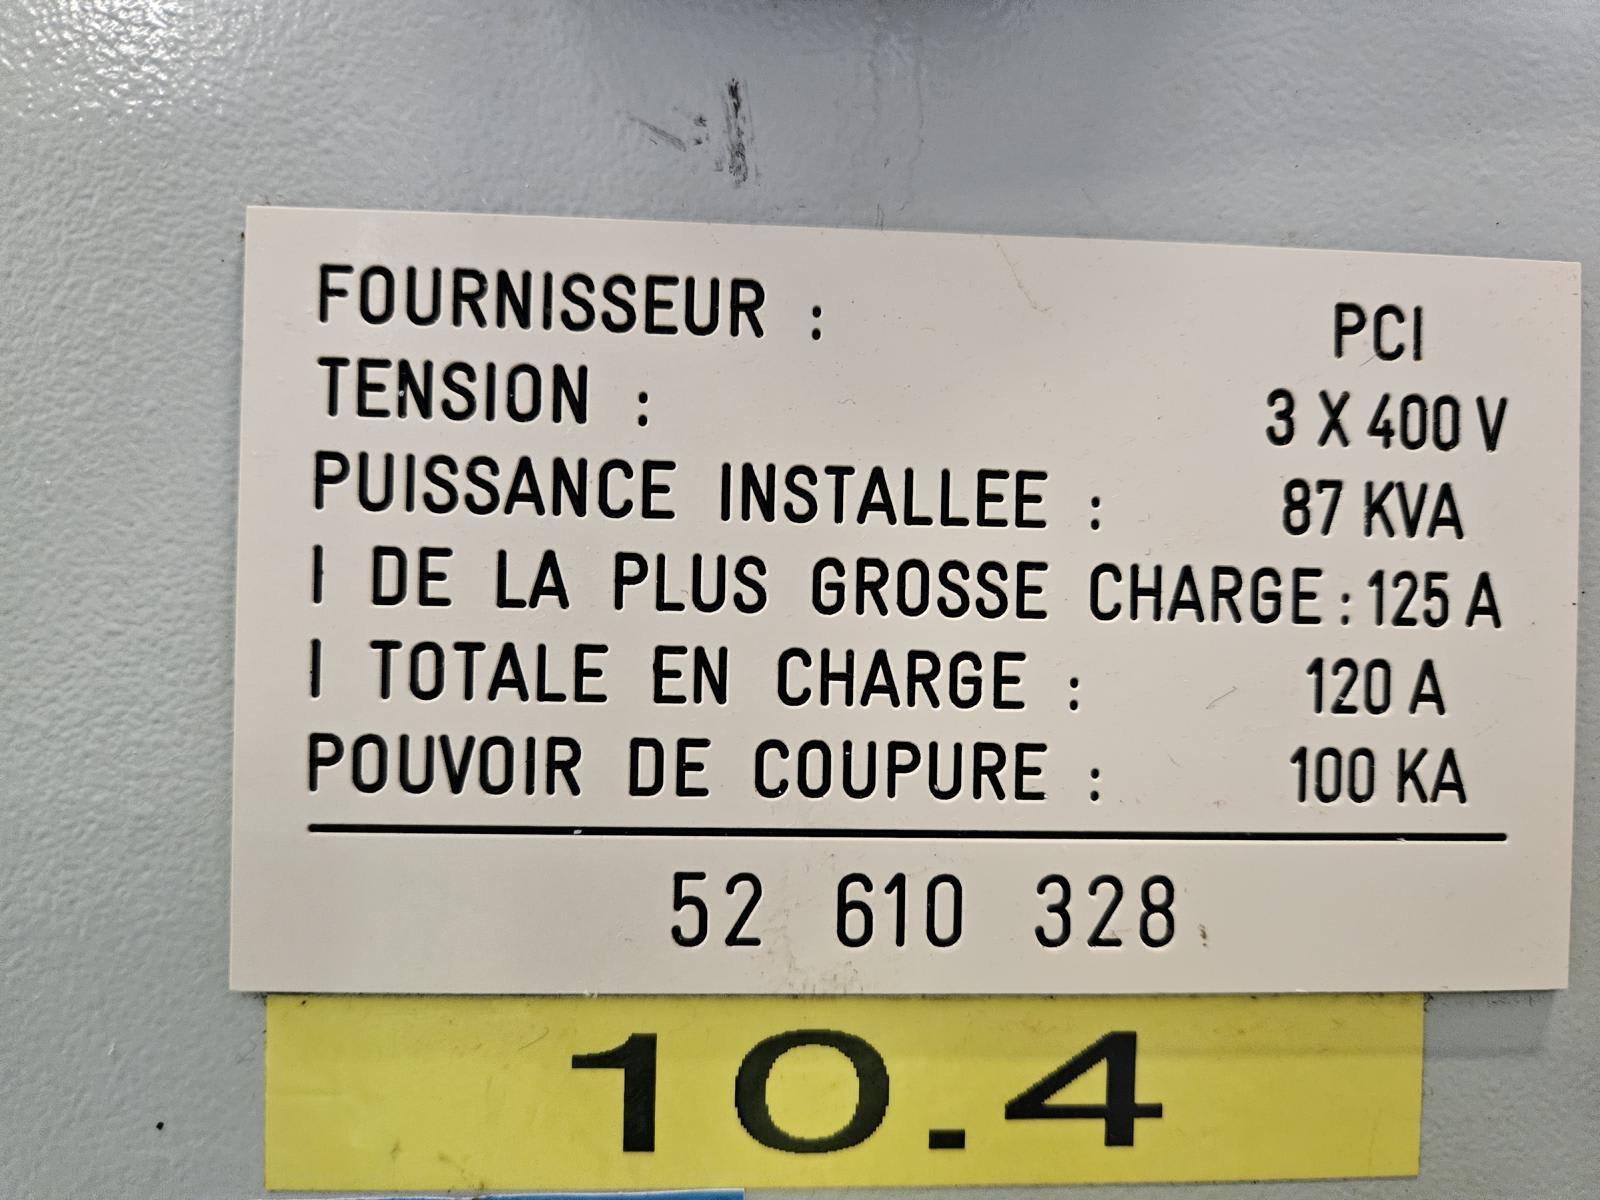 FOURNISSEUR : PCI
TENSION : 3 X 400 V
PUISSANCE INSTALLEE : 87 KVA
I DE LA PLUS GROSSE CHARGE : 125 A
I TOTALE EN CHARGE : 120 A
POUVOIR DE COUPURE : 100 KA
52 610 328
10.4